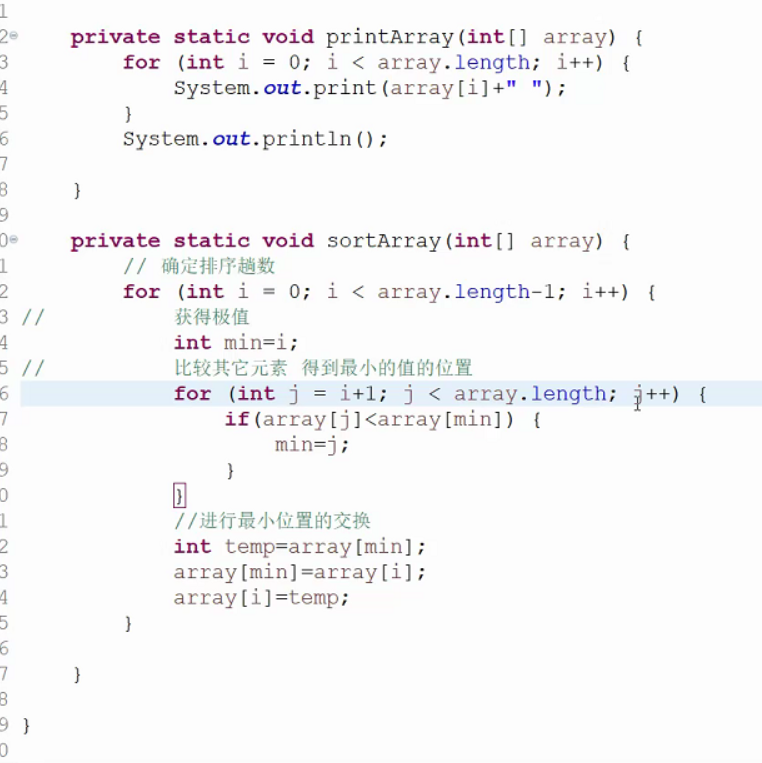 1
2 private static void printArray(int[] array) {
3 for (int i = 0; i < array.length; i++) {
4 System.out.print(array[i]+" ");
5 }
6 System.out.println();
7
8 }
9
0 private static void sortArray(int[] array) {
1 // 确定排序趟数
2 for (int i = 0; i < array.length-1; i++) {
3 // 获得极值
4 int min=i;
5 // 比较其它元素 得到最小的值的位置
6 for (int j = i+1; j < array.length; j++) {
7 if(array[j]<array[min]) {
8 min=j;
9 }
0 }
1 //进行最小位置的交换
2 int temp=array[min];
3 array[min]=array[i];
4 array[i]=temp;
5 }
6
7 }
8
9 }
0